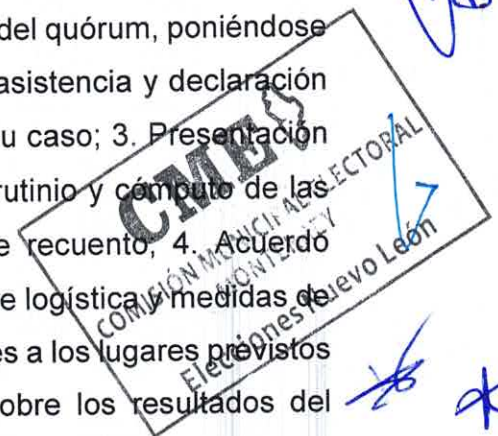 del quórum, poniéndose
asistencia y declaración
u caso; 3. Presentación
rutinio y cómputo de las
e recuento; 4. Acuerdo
e logística y medidas de
es a los lugares previstos
obre los resultados del
CME
COMISIÓN MUNICIPAL ELECTORAL
MONTERREY
Elecciones Nuevo León